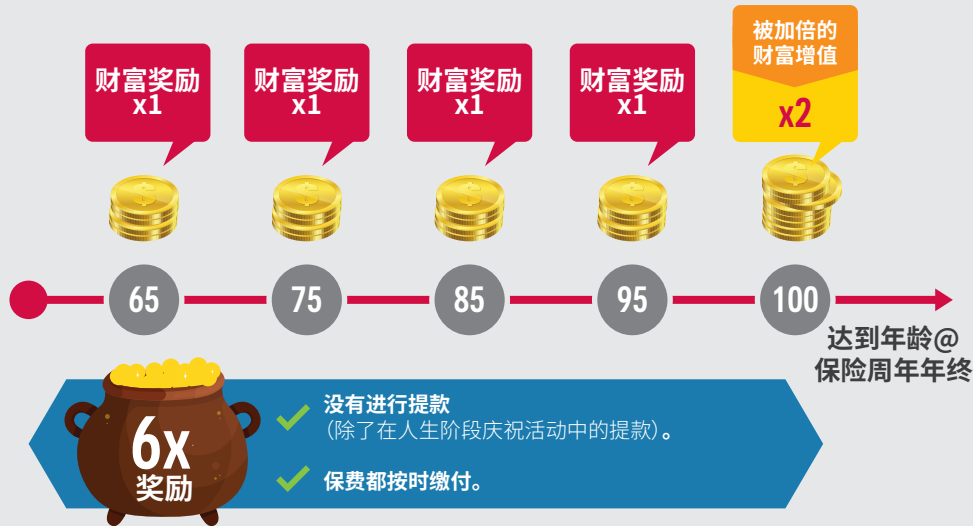 被加倍的
财富增值
x2
财富奖励
x1
财富奖励
x1
财富奖励
x1
财富奖励
x1
65
75
85
95
100
达到年龄@
保险周年年终
6x
奖励
没有进行提款
(除了在人生阶段庆祝活动中的提款)。
保费都按时缴付。